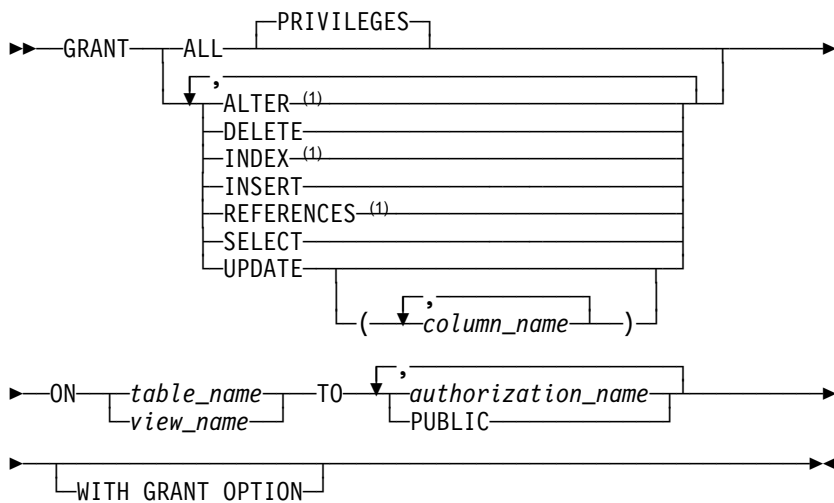 PRIVILEGES
GRANT ALL
,
ALTER (1)
DELETE
INDEX (1)
INSERT
REFERENCES (1)
SELECT
UPDATE
,
( column_name )
,
ON table_name TO authorization_name
view_name PUBLIC
WITH GRANT OPTION